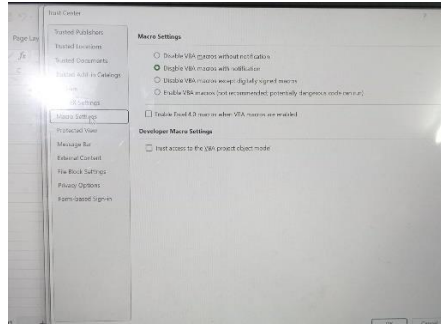 Trust Center
Page Lay
fx
Trusted Publishers
Trusted Locations
Trusted Documents
Trusted Add-in Catalogs
Settings
Macro Settings
Protected View
Message Bar
External Content
File Block Settings
Privacy Options
Form-based Sign-in
Macro Settings
Disable VBA macros without notification
Disable VBA macros with notification
Disable VBA macros except digitally signed macros
Enable VBA macros (not recommended; potentially dangerous code can run)
Enable Excel 4.0 macros when VBA macros are enabled
Developer Macro Settings
Trust access to the VBA project object model
OK